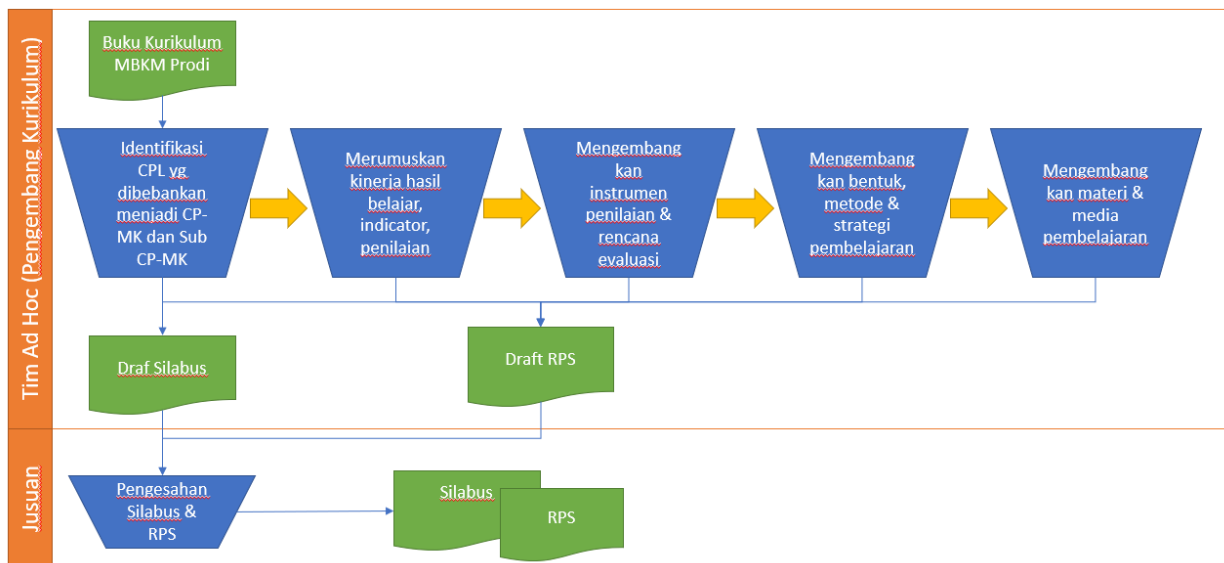 Tim Ad Hoc (Pengembang Kurikulum)
Buku Kurikulum
MBKM Prodi
Identifikasi
CPL yg
dibebankan
menjadi CP-
MK dan Sub
CP-MK
Merumuskan
kinerja hasil
belajar,
indicator,
penilaian
Mengembang
kan
instrumen
penilaian &
rencana
evaluasi
Mengembang
kan bentuk,
metode &
strategi
pembelajaran
Mengembang
kan materi &
media
pembelajaran
Draf Silabus
Draft RPS
Jusuan
Pengesahan
Silabus &
RPS
Silabus
RPS